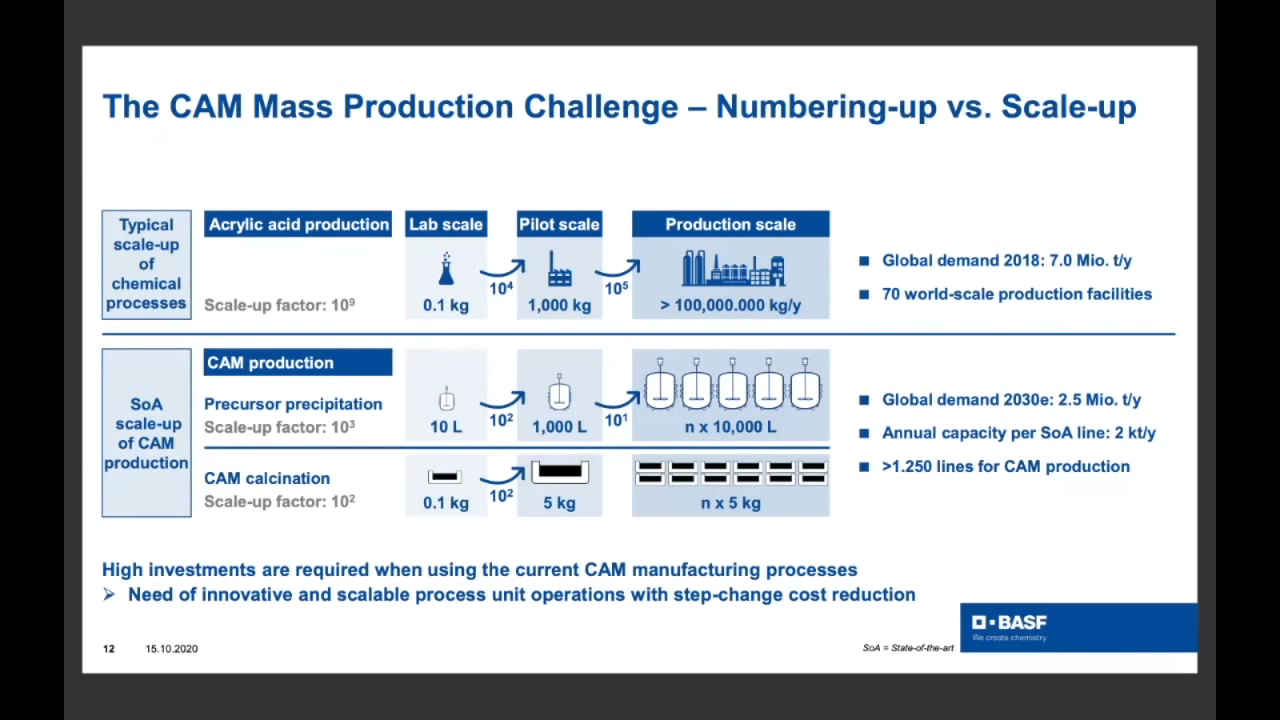 The CAM Mass Production Challenge – Numbering-up vs. Scale-up
Typical
scale-up
of
chemical
processes
Acrylic acid production
Scale-up factor: 10⁹
Lab scale
0.1 kg
10⁴
Pilot scale
1,000 kg
10⁵
Production scale
> 100,000.000 kg/y
■ Global demand 2018: 7.0 Mio. t/y
■ 70 world-scale production facilities
SoA
scale-up
of CAM
production
CAM production
Precursor precipitation
Scale-up factor: 10³
10 L
10²
1,000 L
10¹
n x 10,000 L
CAM calcination
Scale-up factor: 10²
0.1 kg
10²
5 kg
n x 5 kg
■ Global demand 2030e: 2.5 Mio. t/y
■ Annual capacity per SoA line: 2 kt/y
■ >1.250 lines for CAM production
High investments are required when using the current CAM manufacturing processes
➢ Need of innovative and scalable process unit operations with step-change cost reduction
12 15.10.2020
SoA = State-of-the-art
BASF
We create chemistry